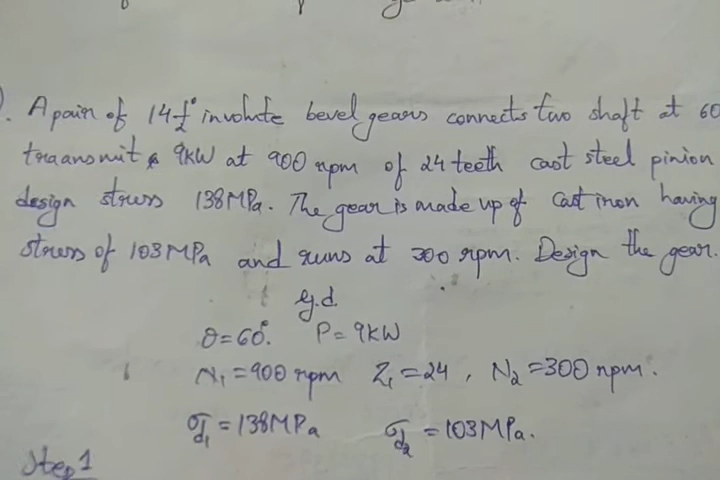 . A pair of 14½° involute bevel gears connects two shaft at 60
traansmit 9kW at 900 rpm of 24 teeth cast steel pinion
design stress 138MPa. The gear is made up of Cast iron having
stress of 103 MPa and runs at 300 rpm. Design the gear.
g.d.
θ=60°. P=9kW
N₁=900 rpm Z₁=24, N₂=300 rpm.
σd₁=138MPa σd₂=103MPa.
Step 1